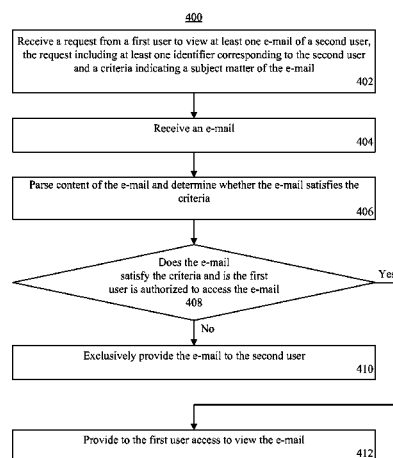 400
Receive a request from a first user to view at least one e-mail of a second user,
the request including at least one identifier corresponding to the second user
and a criteria indicating a subject matter of the e-mail
402
Receive an e-mail
404
Parse content of the e-mail and determine whether the e-mail satisfies the
criteria
406
Does the e-mail
satisfy the criteria and is the first
user is authorized to access the e-mail
408
Yes
No
Exclusively provide the e-mail to the second user
410
Provide to the first user access to view the e-mail
412